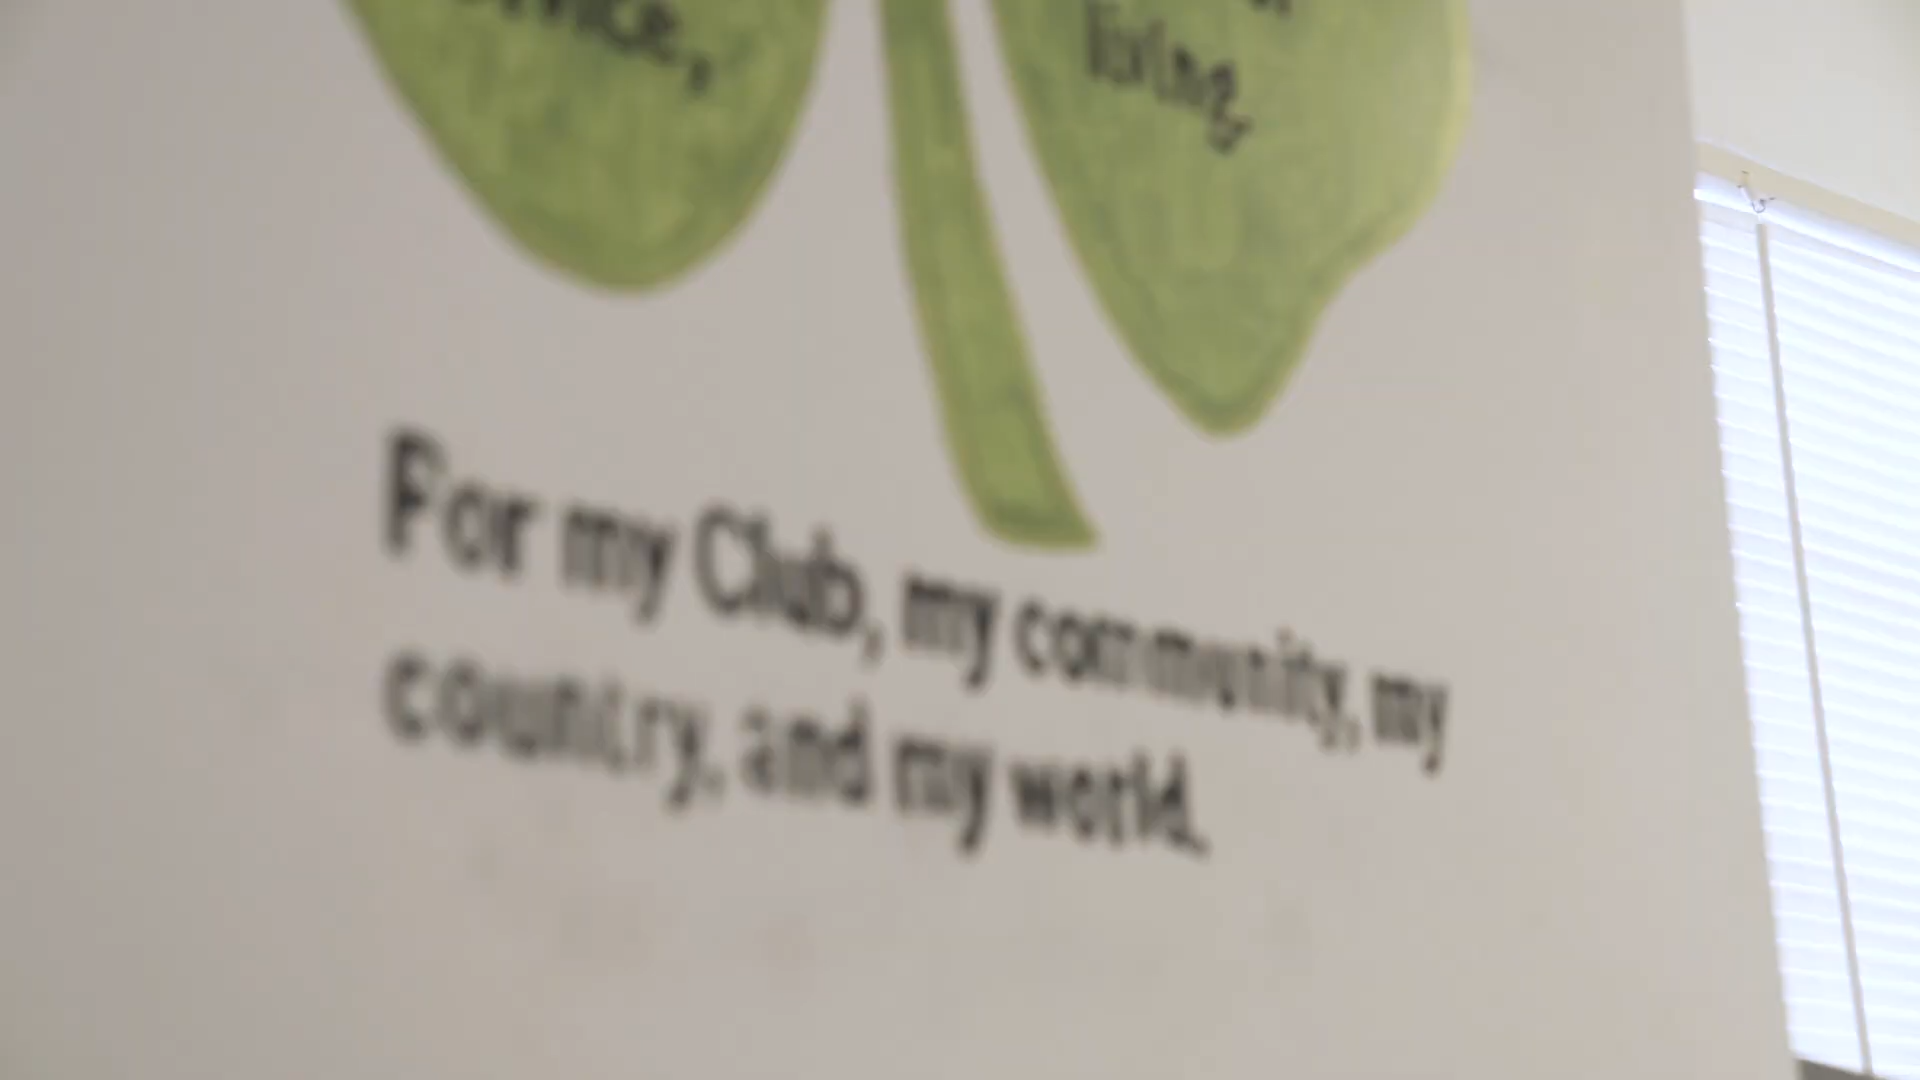 living,
For my Club, my community, my
country, and my world.